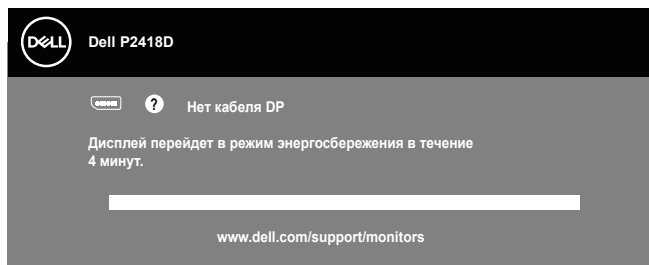 DELL
Dell P2418D
?
Нет кабеля DP
Дисплей перейдет в режим энергосбережения в течение
4 минут.
www.dell.com/support/monitors